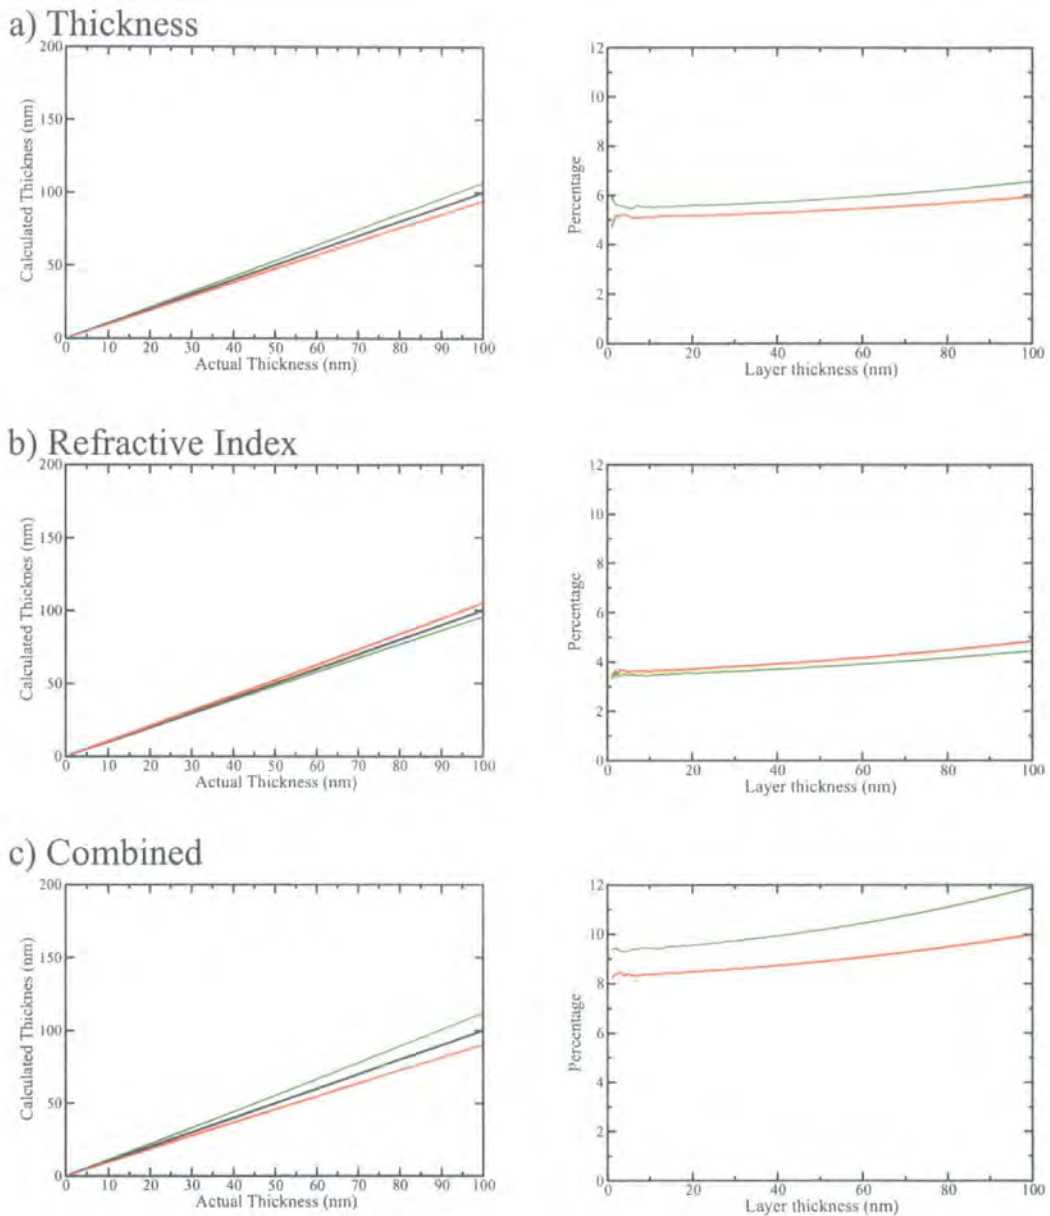 a) Thickness
200
150
100
50
0
Calculated Thicknes (nm)
0 10 20 30 40 50 60 70 80 90 100
Actual Thickness (nm)
12
10
8
6
4
2
0
Percentage
0 20 40 60 80 100
Layer thickness (nm)
b) Refractive Index
200
150
100
50
0
Calculated Thicknes (nm)
0 10 20 30 40 50 60 70 80 90 100
Actual Thickness (nm)
12
10
8
6
4
2
0
Percentage
0 20 40 60 80 100
Layer thickness (nm)
c) Combined
200
150
100
50
0
Calculated Thicknes (nm)
0 10 20 30 40 50 60 70 80 90 100
Actual Thickness (nm)
12
10
8
6
4
2
0
Percentage
0 20 40 60 80 100
Layer thickness (nm)